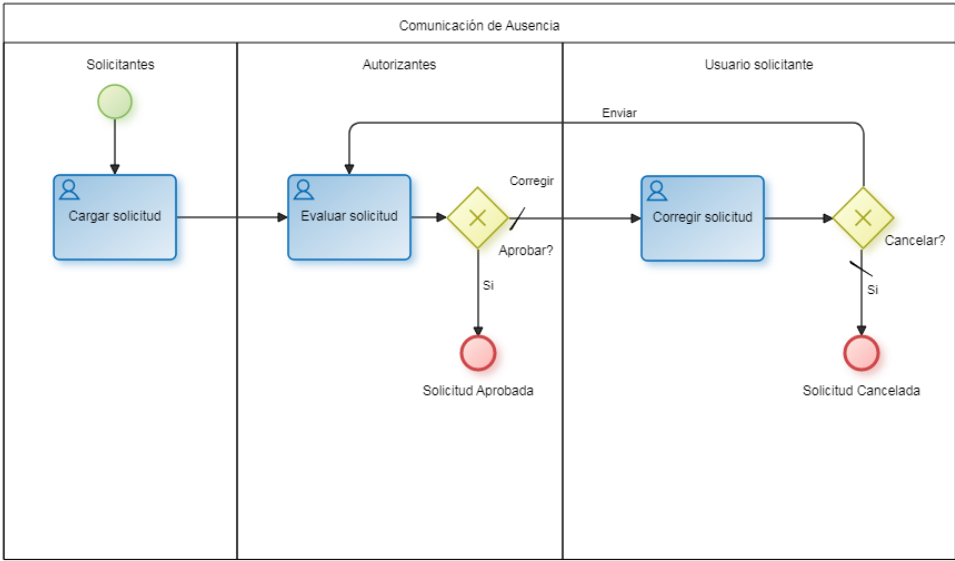 Comunicación de Ausencia
Solicitantes
Autorizantes
Usuario solicitante
Enviar
Corregir
Cargar solicitud
Evaluar solicitud
Corregir solicitud
Aprobar?
Cancelar?
Si
Si
Solicitud Aprobada
Solicitud Cancelada